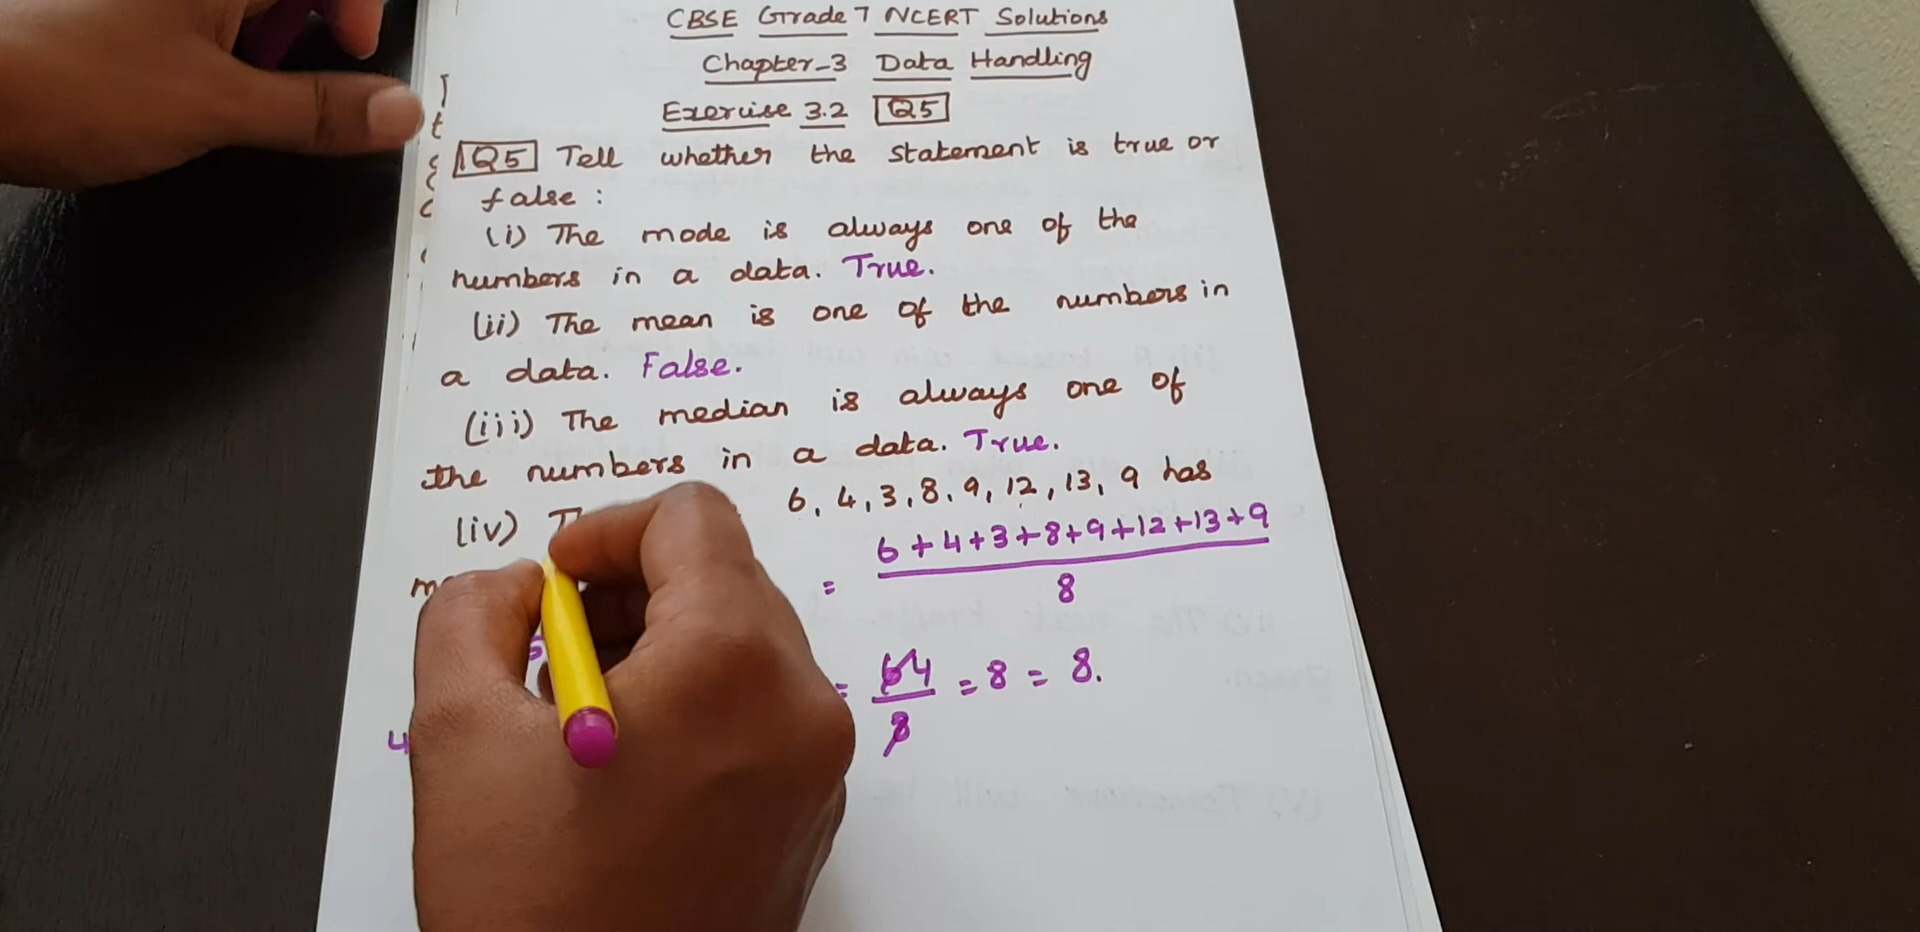 CBSE Grade 7 NCERT Solutions
Chapter-3 Data Handling
Exercise 3.2 Q5
Q5 Tell whether the statement is true or
false :
(i) The mode is always one of the
numbers in a data. True.
(ii) The mean is one of the numbers in
a data. False.
(iii) The median is always one of
the numbers in a data. True.
(iv) 6, 4, 3, 8, 9, 12, 13, 9 has
= 6 + 4 + 3 + 8 + 9 + 12 + 13 + 9
8
= 64 = 8 = 8.
8
4